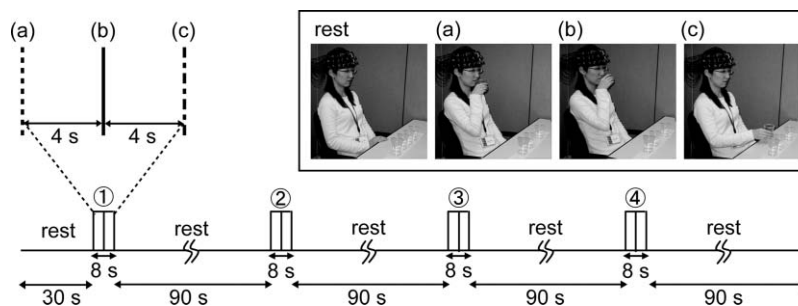 (a) (b) (c)
rest (a) (b) (c)
4 s 4 s
① ② ③ ④
rest rest rest rest rest
8 s 8 s 8 s 8 s
30 s 90 s 90 s 90 s 90 s